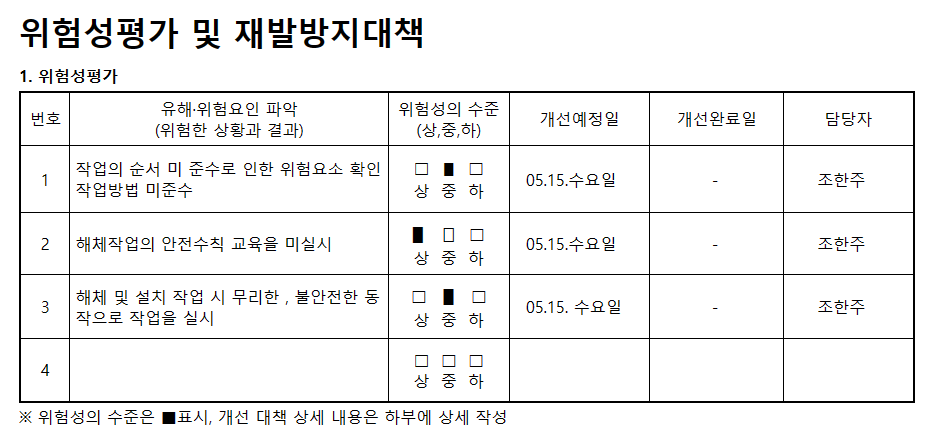 위험성평가 및 재발방지대책
1. 위험성평가
번호 유해·위험요인 파악 (위험한 상황과 결과) 위험성의 수준 (상,중,하) 개선예정일 개선완료일 담당자
1 작업의 순서 미 준수로 인한 위험요소 확인 □ ■ □ 05.15.수요일 - 조한주
작업방법 미준수 상 중 하
2 해체작업의 안전수칙 교육을 미실시 ■ □ □ 05.15.수요일 - 조한주
상 중 하
3 해체 및 설치 작업 시 무리한 , 불안전한 동 □ ■ □ 05.15. 수요일 - 조한주
작으로 작업을 실시 상 중 하
4 □ □ □
상 중 하
※ 위험성의 수준은 ■표시, 개선 대책 상세 내용은 하부에 상세 작성